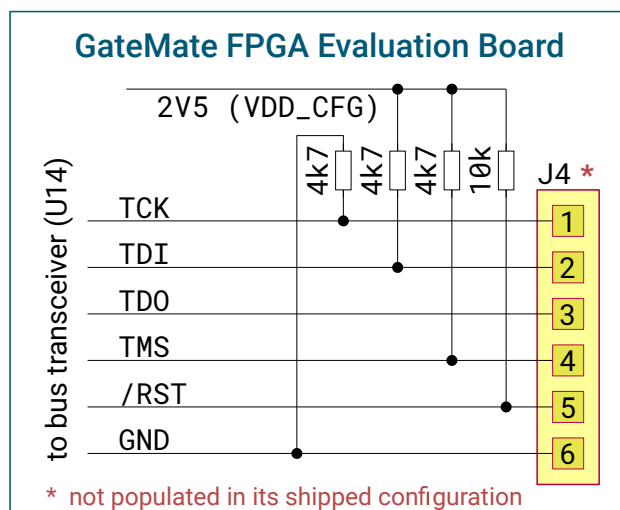 GateMate FPGA Evaluation Board
2V5 (VDD_CFG)
4k7
4k7
4k7
10k
J4 *
to bus transceiver (U14)
TCK
1
TDI
2
TDO
3
TMS
4
/RST
5
GND
6
* not populated in its shipped configuration